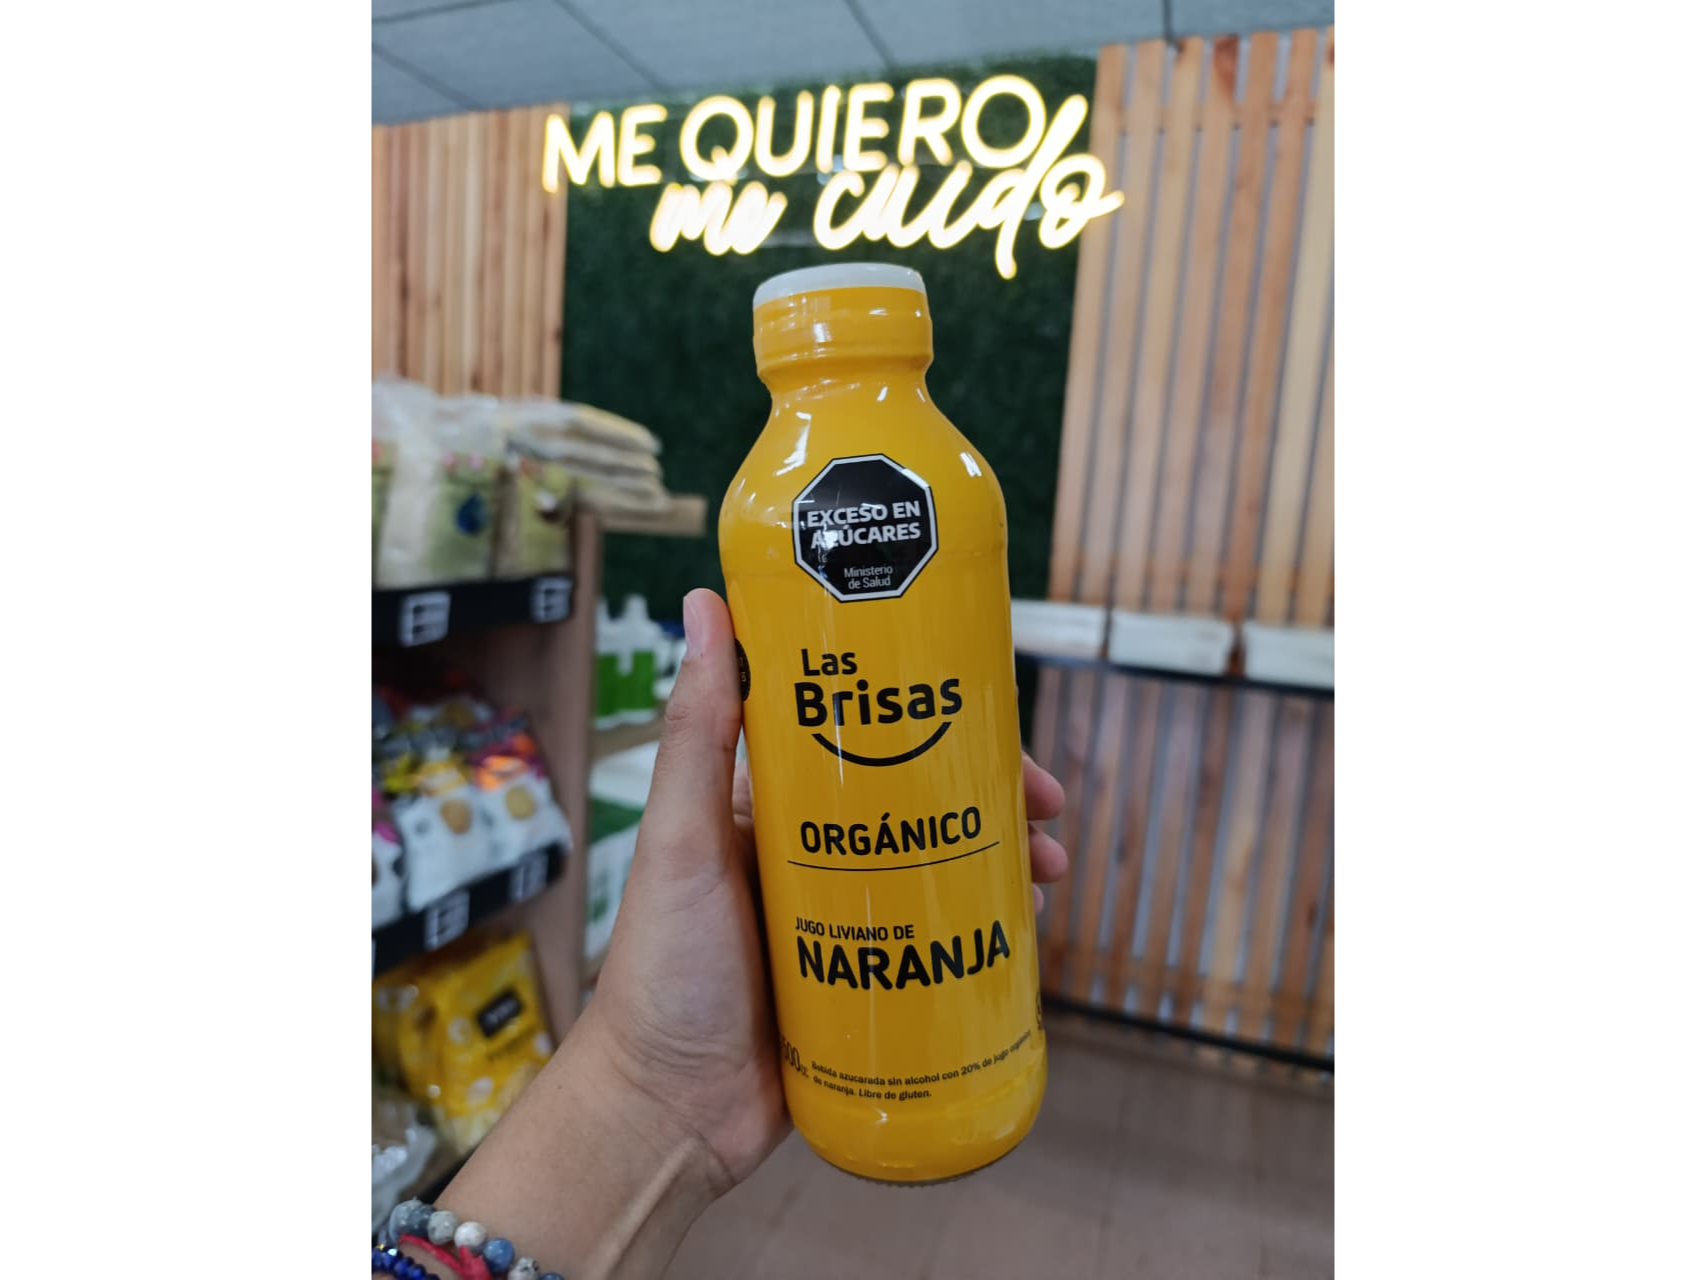 ME QUIERO
me cuido
EXCESO EN
AZÚCARES
Ministerio
de Salud
Las
Brisas
ORGÁNICO
JUGO LIVIANO DE
NARANJA
Bebida azucarada sin alcohol con 20% de jugo orgánico
de naranja. Libre de gluten.